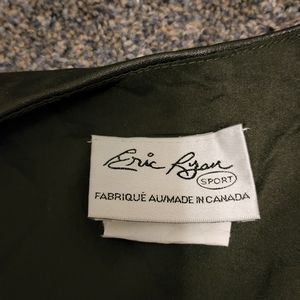 Eric Ryan
SPORT
FABRIQUÉ AU/MADE IN CANADA